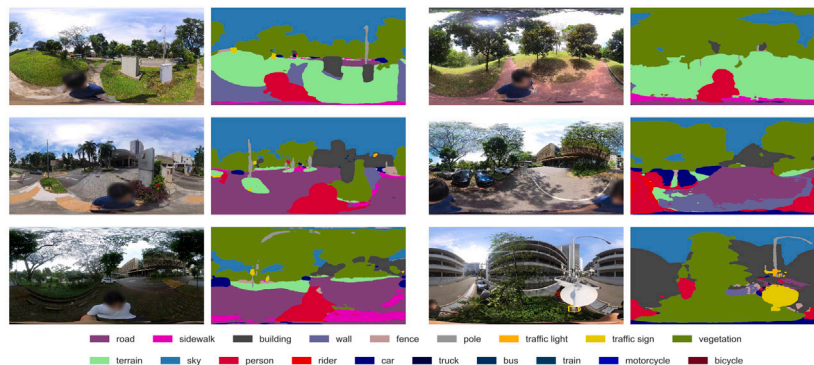 road sidewalk building wall fence pole traffic light traffic sign vegetation
terrain sky person rider car truck bus train motorcycle bicycle